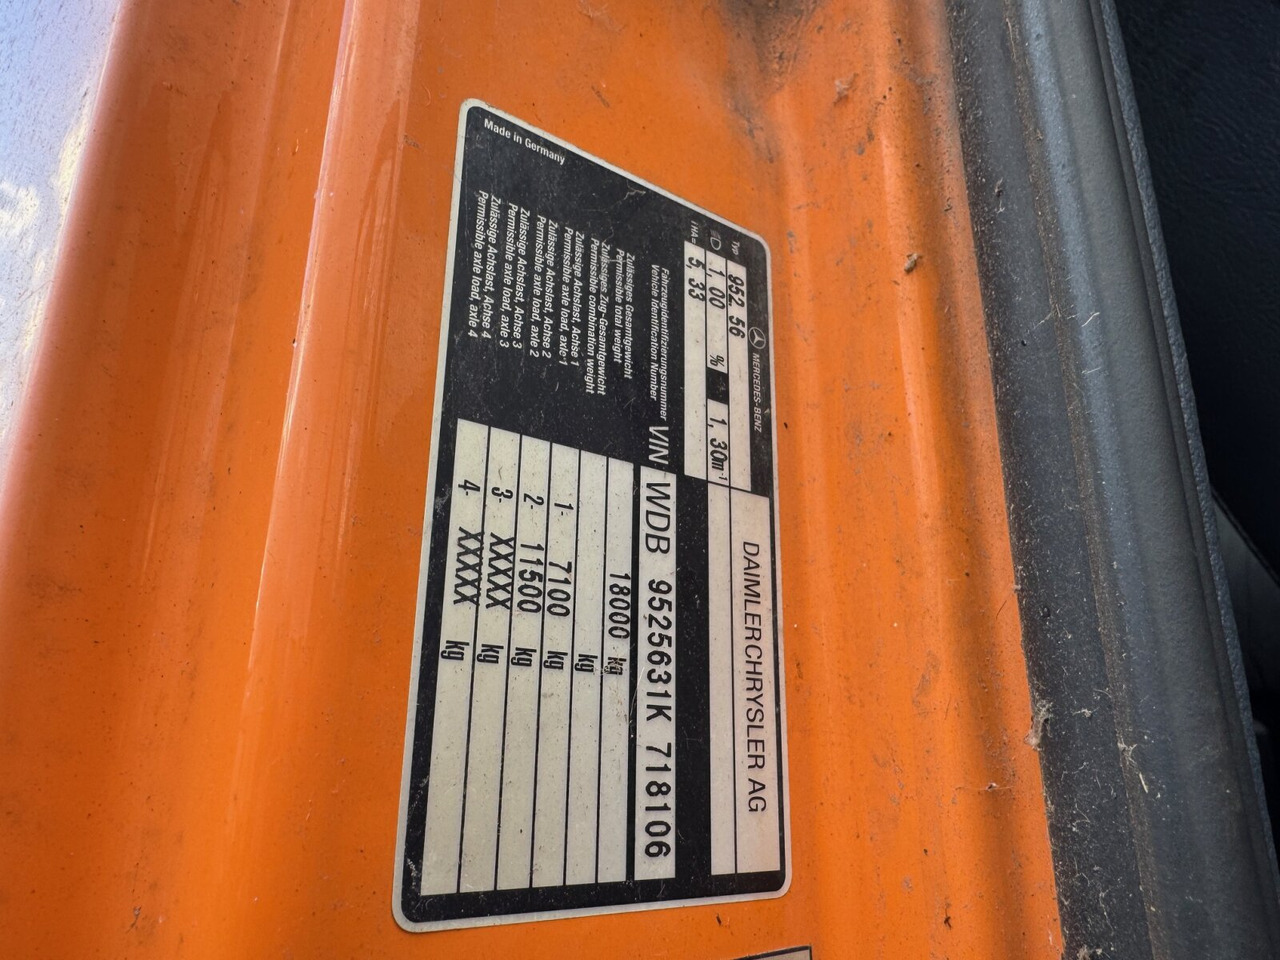 MERCEDES-BENZ
DAIMLERCHRYSLER AG
Typ 952 56
1, 00 % 1, 30m-1
i HA= 5, 33
Fahrzeugidentifizierungsnummer
Vehicle Identification Number
VIN WDB 9525631K 718106
Zulässiges Gesamtgewicht
Permissible total weight
18000 kg
Zulässiges Zug-Gesamtgewicht
Permissible combination weight
kg
Zulässige Achslast, Achse 1
Permissible axle load, axle 1
1- 7100 kg
Zulässige Achslast, Achse 2
Permissible axle load, axle 2
2- 11500 kg
Zulässige Achslast, Achse 3
Permissible axle load, axle 3
3- XXXXX kg
Zulässige Achslast, Achse 4
Permissible axle load, axle 4
4- XXXXX kg
Made in Germany